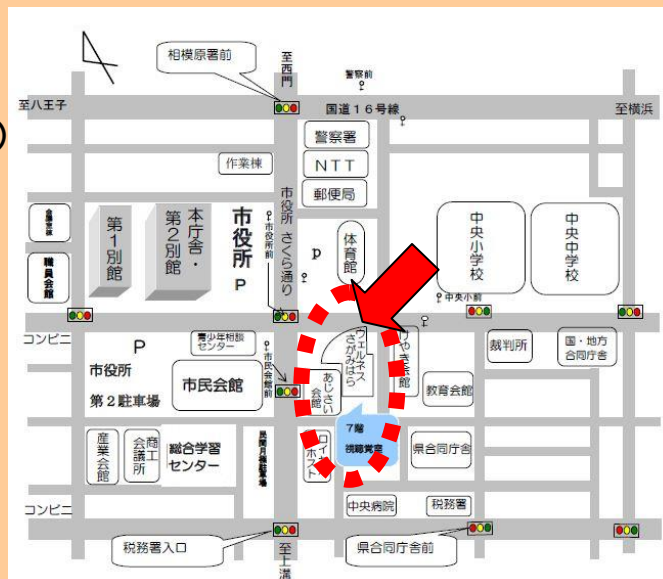 相模原署前
至西門
警察前
至八王子
国道16号線
至横浜
警察署
NTT
郵便局
作業棟
職員会館
第1別館
本庁舎・
第2別館
市役所
P
市役所前
市役所 さくら通り
p
体育館
中央小学校
中央中学校
中央小前
コンビニ
P
市役所
第2駐車場
青少年相談
センター
市民会館
市民会館前
あじさい
会館
ウェルネス
さがみはら
けやき会館
教育会館
裁判所
国・地方
合同庁舎
産業会館
商工
会議所
総合学習
センター
民間月極駐車場
ロイヤル
ホスト
7階
視聴覚室
県合同庁舎
コンビニ
中央病院
税務署
税務署入口
至上溝
県合同庁舎前